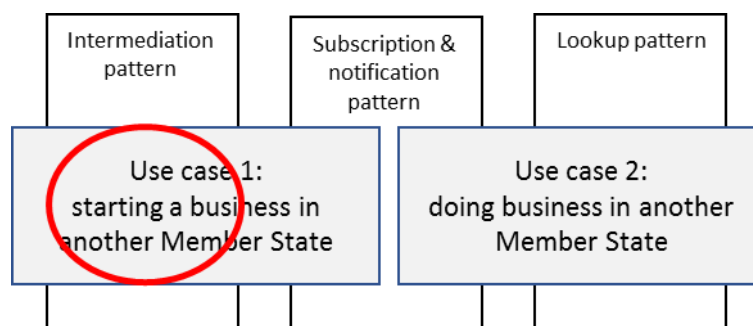 Intermediation
pattern
Subscription &
notification
pattern
Lookup pattern
Use case 1:
starting a business in
another Member State
Use case 2:
doing business in another
Member State